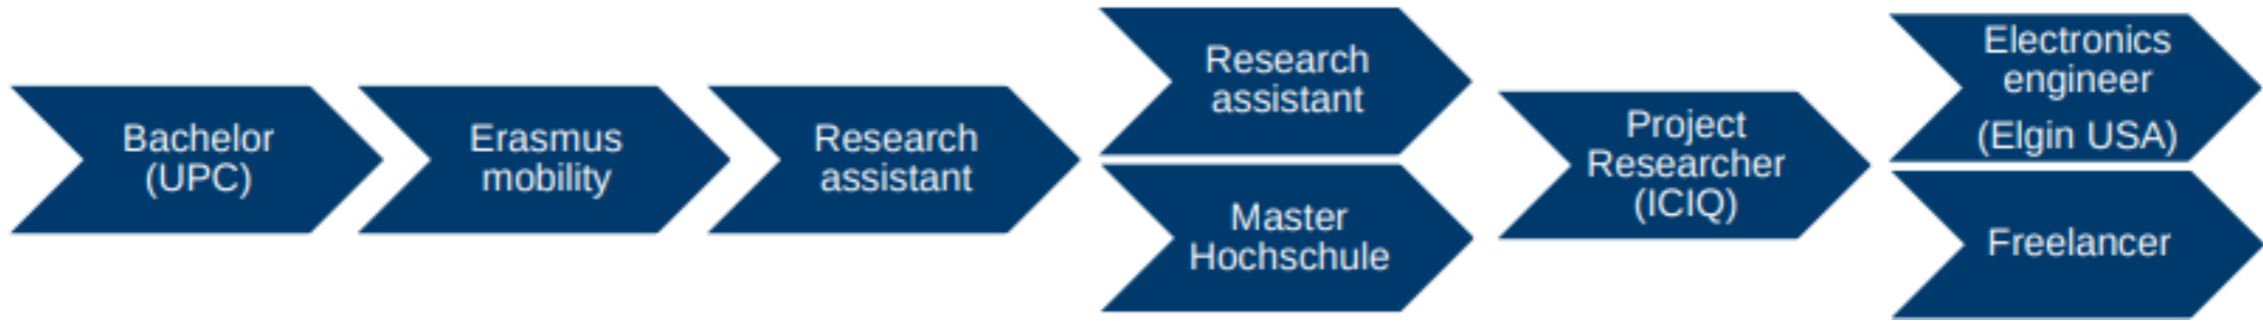 Bachelor
(UPC)
Erasmus
mobility
Research
assistant
Research
assistant
Master
Hochschule
Project
Researcher
(ICIQ)
Electronics
engineer
(Elgin USA)
Freelancer